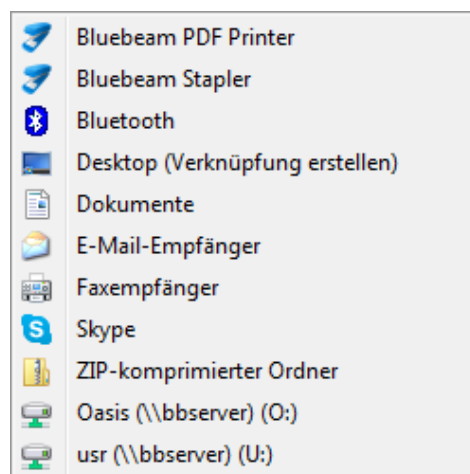 Bluebeam PDF Printer
Bluebeam Stapler
Bluetooth
Desktop (Verknüpfung erstellen)
Dokumente
E-Mail-Empfänger
Faxempfänger
Skype
ZIP-komprimierter Ordner
Oasis (\\bbserver) (O:)
usr (\\bbserver) (U:)